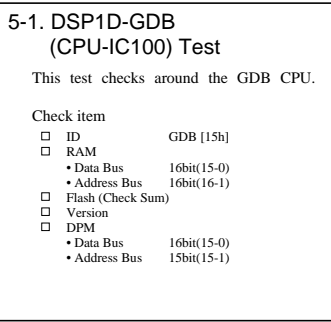 5-1. DSP1D-GDB
(CPU-IC100) Test
This test checks around the GDB CPU.
Check item
□ ID GDB [15h]
□ RAM
• Data Bus 16bit(15-0)
• Address Bus 16bit(16-1)
□ Flash (Check Sum)
□ Version
□ DPM
• Data Bus 16bit(15-0)
• Address Bus 15bit(15-1)